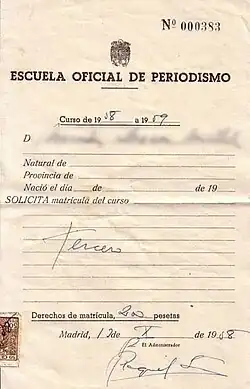 Nº 000383
ESCUELA OFICIAL DE PERIODISMO
Curso de 1958 a 1959
D
Natural de
Provincia de
Nació el día de de 19
SOLICITA matrícula del curso
Tercero
Derechos de matrícula, 200 pesetas
Madrid, de X de 1958
El Administrador